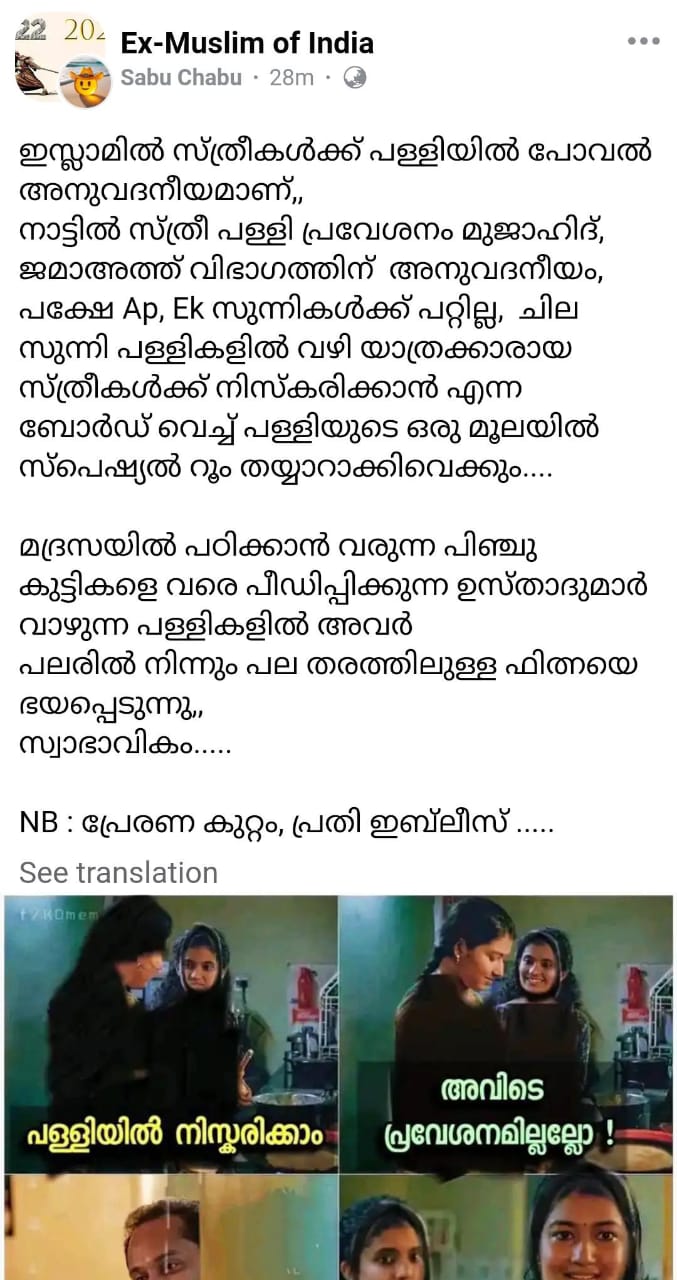 22 202
Ex-Muslim of India
Sabu Chabu · 28m ·
ഇസ്ലാമിൽ സ്ത്രീകൾക്ക് പള്ളിയിൽ പോവൽ
അനുവദനീയമാണ്,,
നാട്ടിൽ സ്ത്രീ പള്ളി പ്രവേശനം മുജാഹിദ്,
ജമാഅത്ത് വിഭാഗത്തിന് അനുവദനീയം,
പക്ഷേ Ap, Ek സുന്നികൾക്ക് പറ്റില്ല, ചില
സുന്നി പള്ളികളിൽ വഴി യാത്രക്കാരായ
സ്ത്രീകൾക്ക് നിസ്കരിക്കാൻ എന്ന
ബോർഡ് വെച്ച് പള്ളിയുടെ ഒരു മൂലയിൽ
സ്പെഷ്യൽ റൂം തയ്യാറാക്കിവെക്കും....
മദ്രസയിൽ പഠിക്കാൻ വരുന്ന പിഞ്ചു
കുട്ടികളെ വരെ പീഡിപ്പിക്കുന്ന ഉസ്താദുമാർ
വാഴുന്ന പള്ളികളിൽ അവർ
പലരിൽ നിന്നും പല തരത്തിലുള്ള ഫിത്നയെ
ഭയപ്പെടുന്നു,,
സ്വാഭാവികം.....
NB : പ്രേരണ കുറ്റം, പ്രതി ഇബ്ലീസ് .....
See translation
പള്ളിയിൽ നിസ്കരിക്കാം
അവിടെ
പ്രവേശനമില്ലല്ലോ !